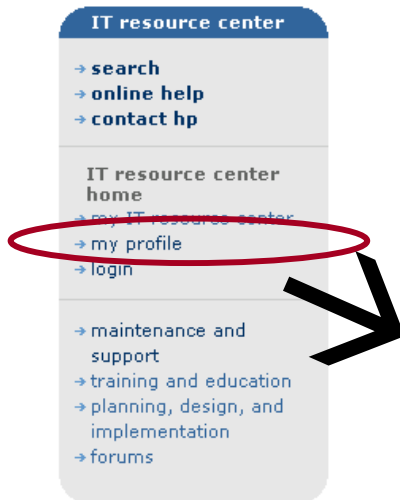 IT resource center
→ search
→ online help
→ contact hp
IT resource center
home
→ my IT resource center
→ my profile
→ login
→ maintenance and
support
→ training and education
→ planning, design, and
implementation
→ forums